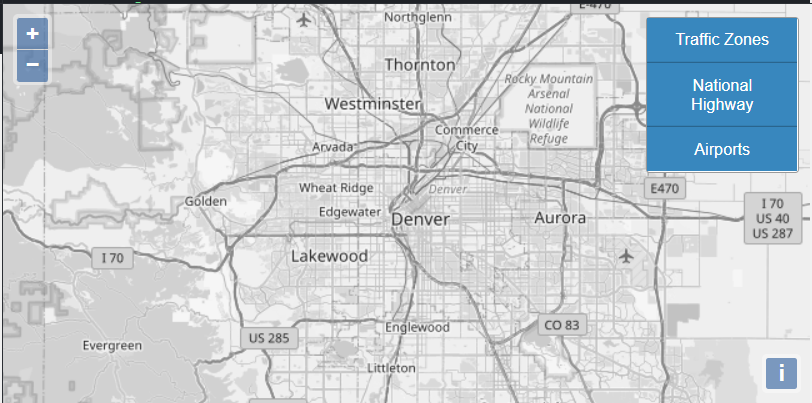 Northglenn
E-470
+
−
Traffic Zones
Thornton
Rocky Mountain
Arsenal
National
Wildlife
Refuge
National
Highway
Westminster
Commerce
City
Arvada
Airports
Wheat Ridge
Denver
E470
Golden
Edgewater
Denver
Aurora
I 70
US 40
US 287
I 70
Lakewood
Englewood
CO 83
US 285
Evergreen
Littleton
i